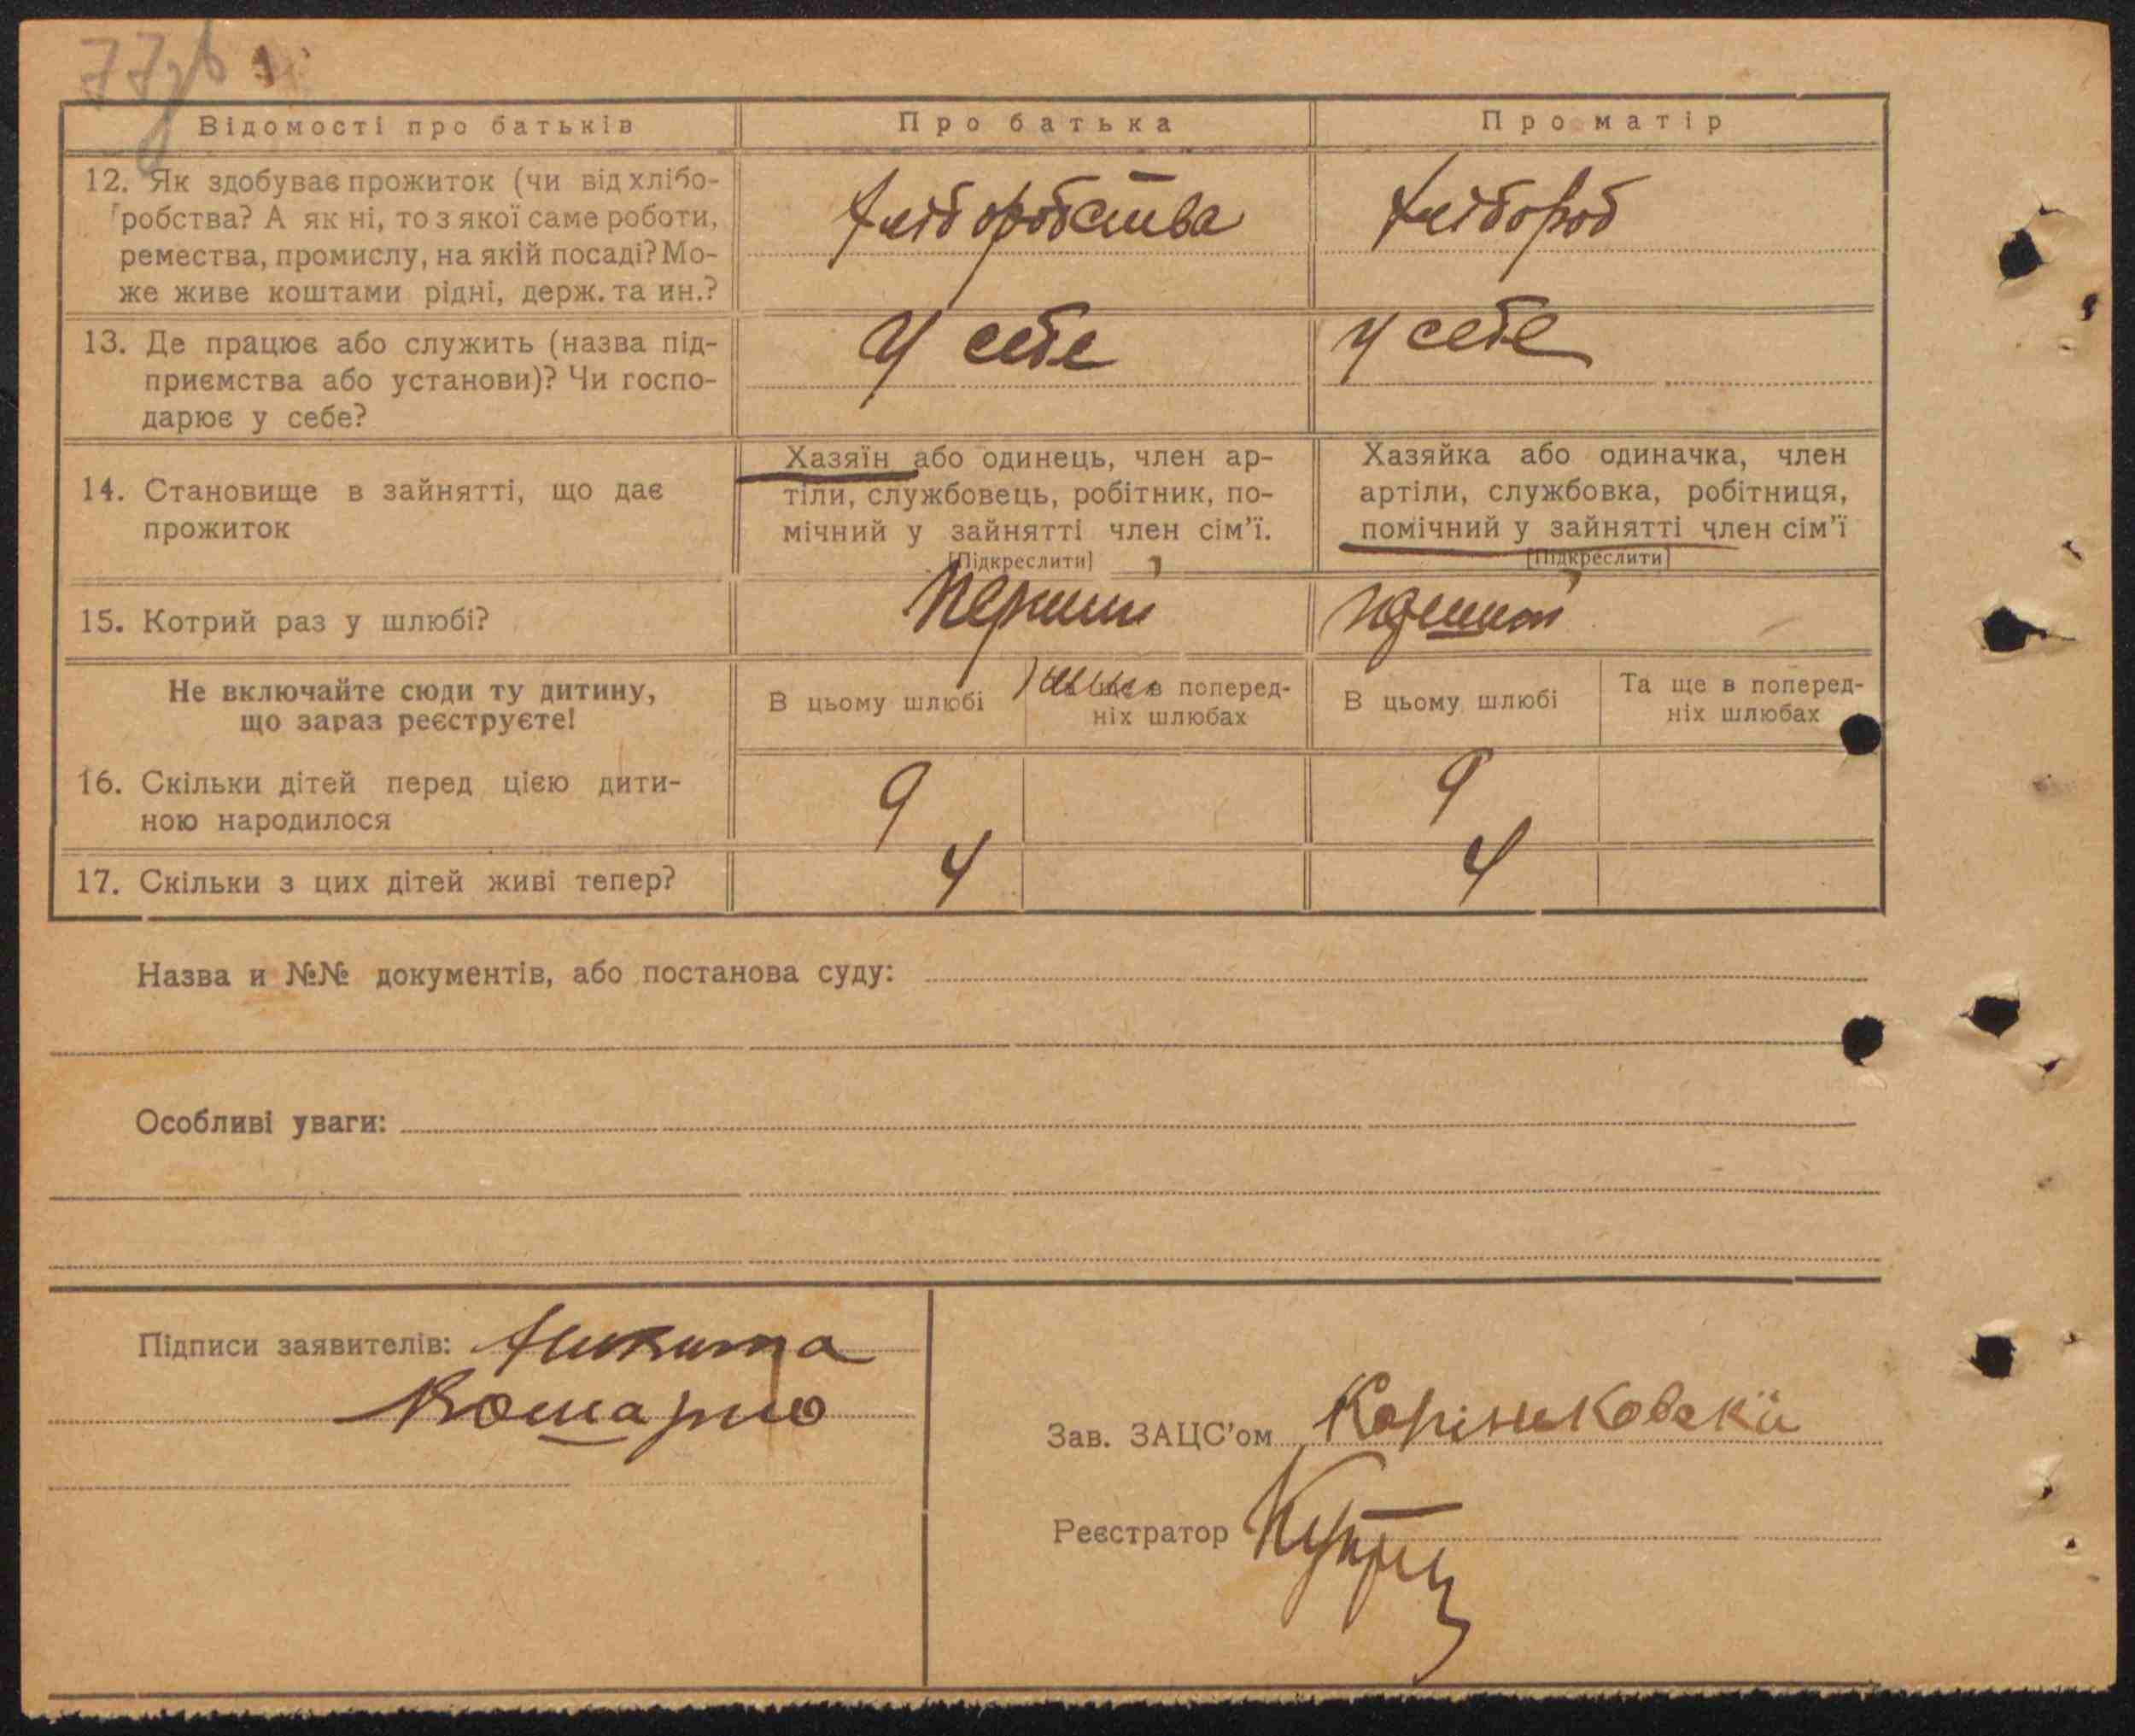 77зв
Відомості про батьків
Про батька
Про матір
12. Як здобуває прожиток (чи від хлібо-
робства? А як ні, то з якої саме роботи,
ремества, промислу, на якій посаді? Мо-
же живе коштами рідні, держ. та ин.?
хліборобства
хлібороб
13. Де працює або служить (назва під-
приємства або установи)? Чи госпо-
дарює у себе?
У себе
у себе
14. Становище в зайнятті, що дає
прожиток
Хазяїн або одинець, член ар-
тіли, службовець, робітник, по-
мічний у зайнятті член сім'ї.
[Підкреслити]
Хазяйка або одиначка, член
артіли, службовка, робітниця,
помічний у зайнятті член сім'ї
[Підкреслити]
15. Котрий раз у шлюбі?
Перший
Не включайте сюди ту дитину,
що зараз реєструєте!
В цьому шлюбі
Та ще в поперед-
ніх шлюбах
В цьому шлюбі
Та ще в поперед-
ніх шлюбах
16. Скільки дітей перед цією дити-
ною народилося
9
9
17. Скільки з цих дітей живі тепер?
4
4
Назва и №№ документів, або постанова суду:
Особливі уваги:
Підписи заявителів: Микита
Кошарно
Зав. ЗАЦС'ом
Реєстратор